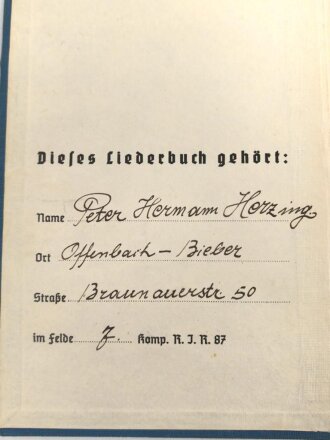 Dieses Liederbuch gehört:
Name Peter Hermann Herzing.
Ort Offenbach - Bieber
Straße Braunauerstr 50
im Felde 7. Komp. R. I. R. 87